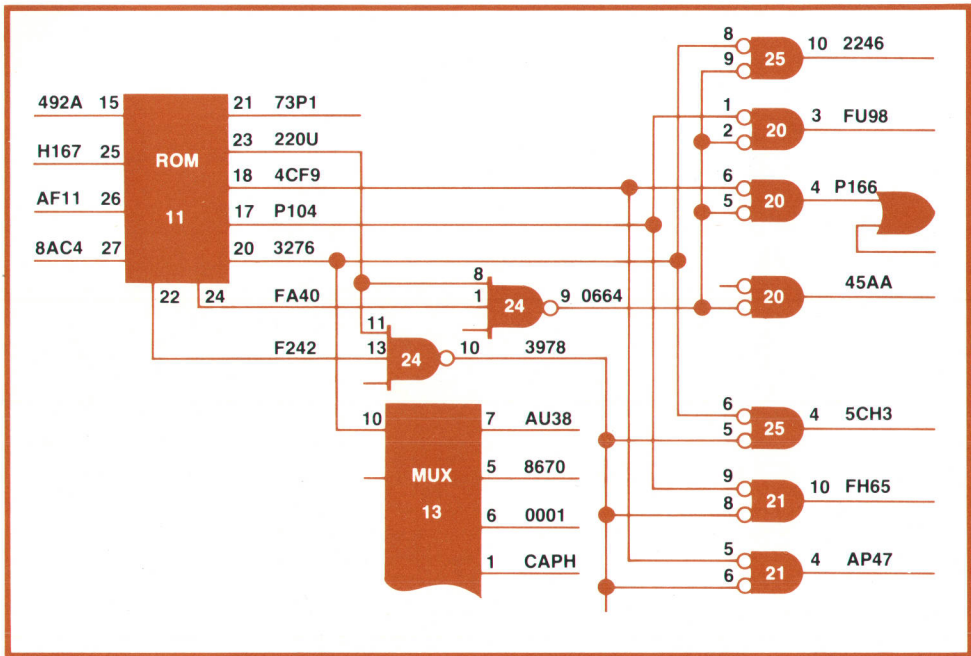 8 25 10 2246
9
492A 15 21 73P1
1 20 3 FU98
2
23 220U
H167 25 ROM
18 4CF9
6 20 4 P166
5
AF11 26 11 17 P104
8AC4 27 20 3276
22 24 FA40
8
1 24 9 0664
20 45AA
11
F242 13 24 10 3978
10 7 AU38
6 25 4 5CH3
5
MUX 5 8670
13
9 21 10 FH65
8
6 0001
1 CAPH
5 21 4 AP47
6